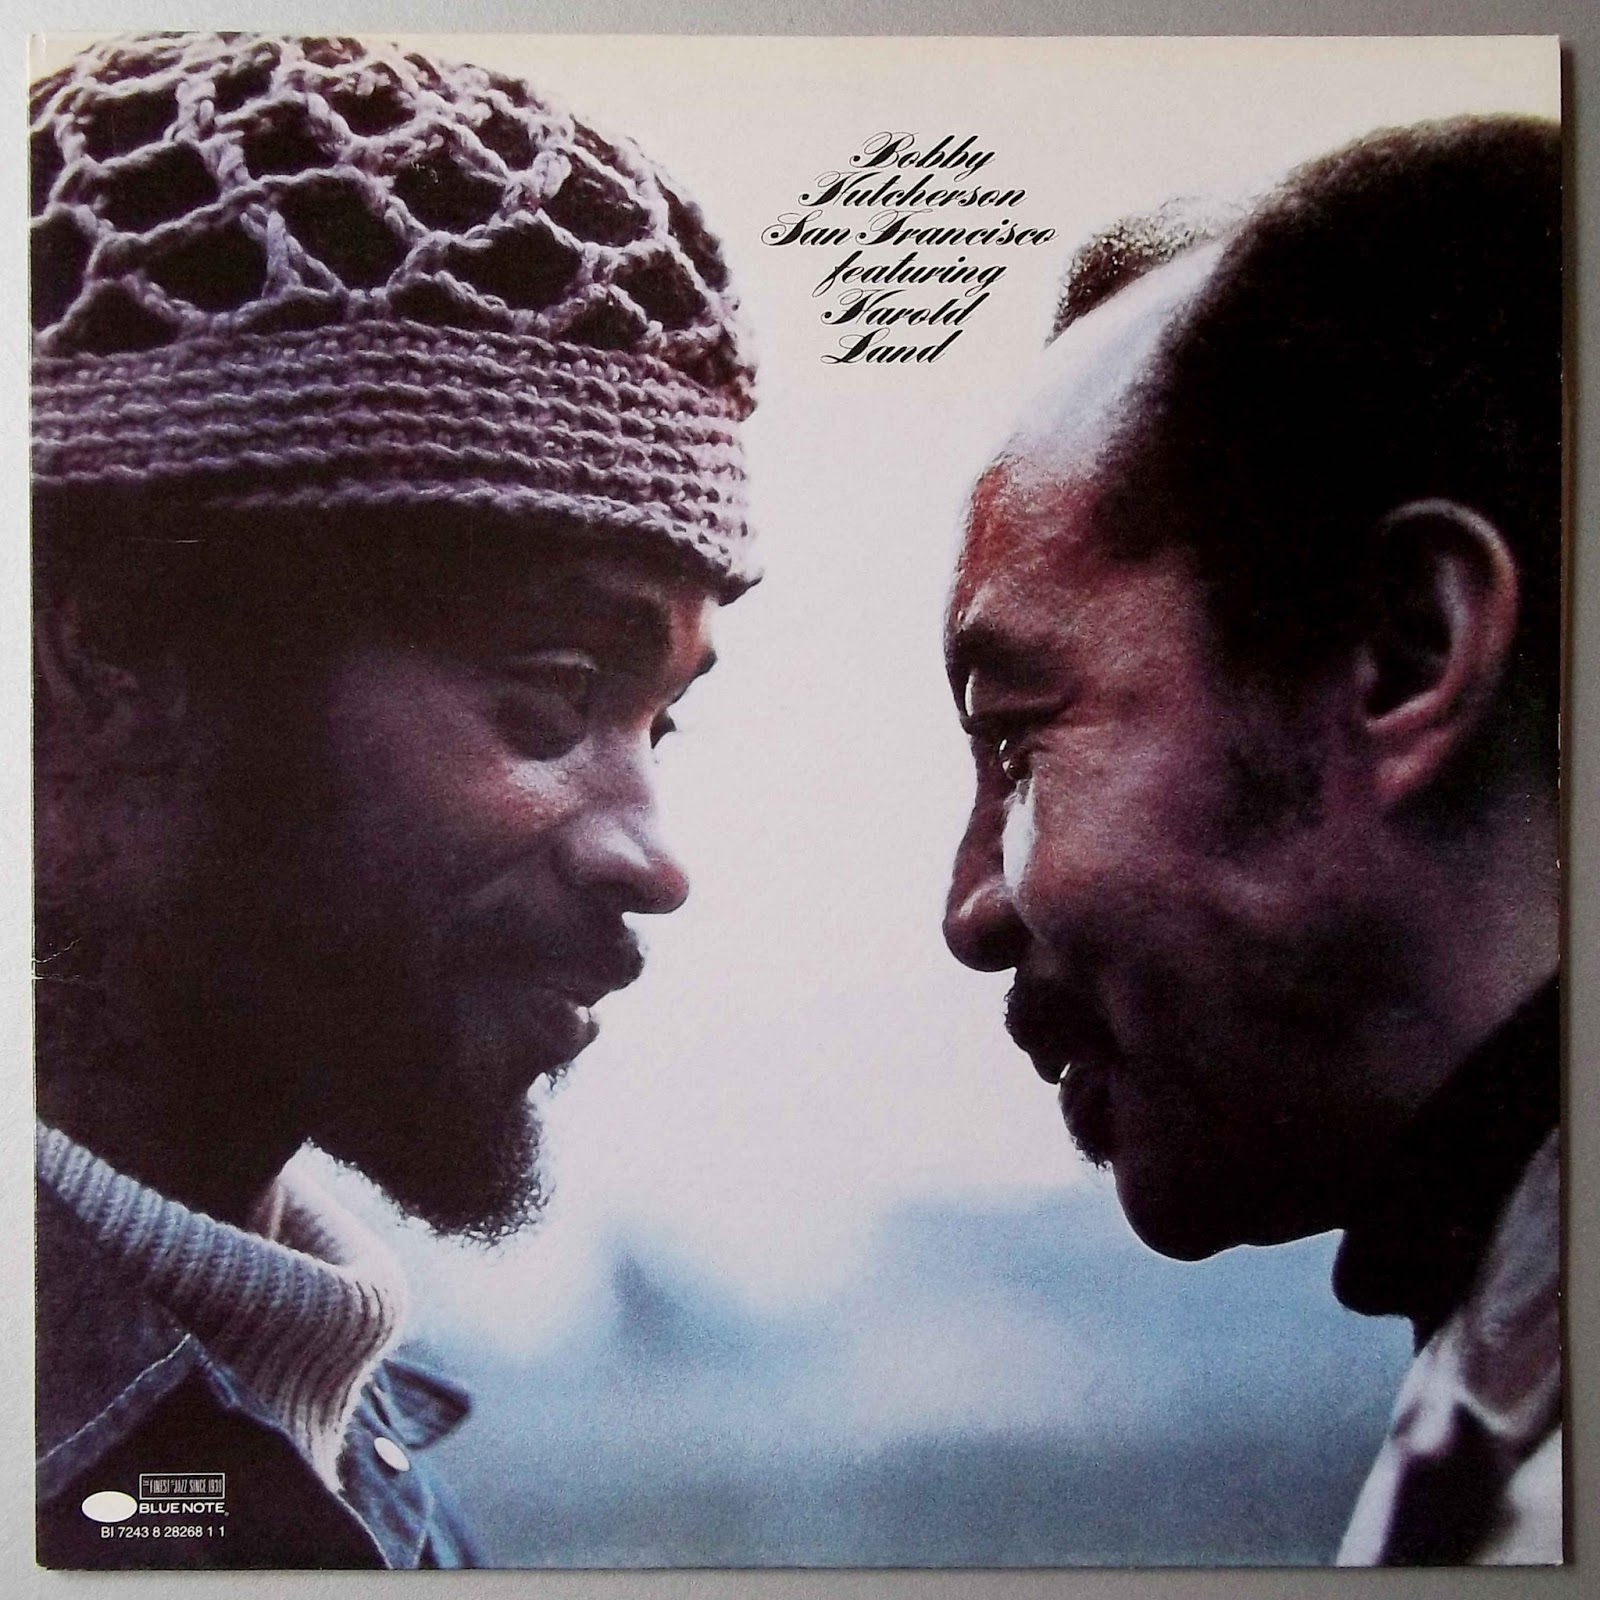 Bobby
Hutcherson
San Francisco
featuring
Harold
Land
THE FINEST IN JAZZ SINCE 1939
BLUE NOTE®
BI 7243 8 28268 1 1